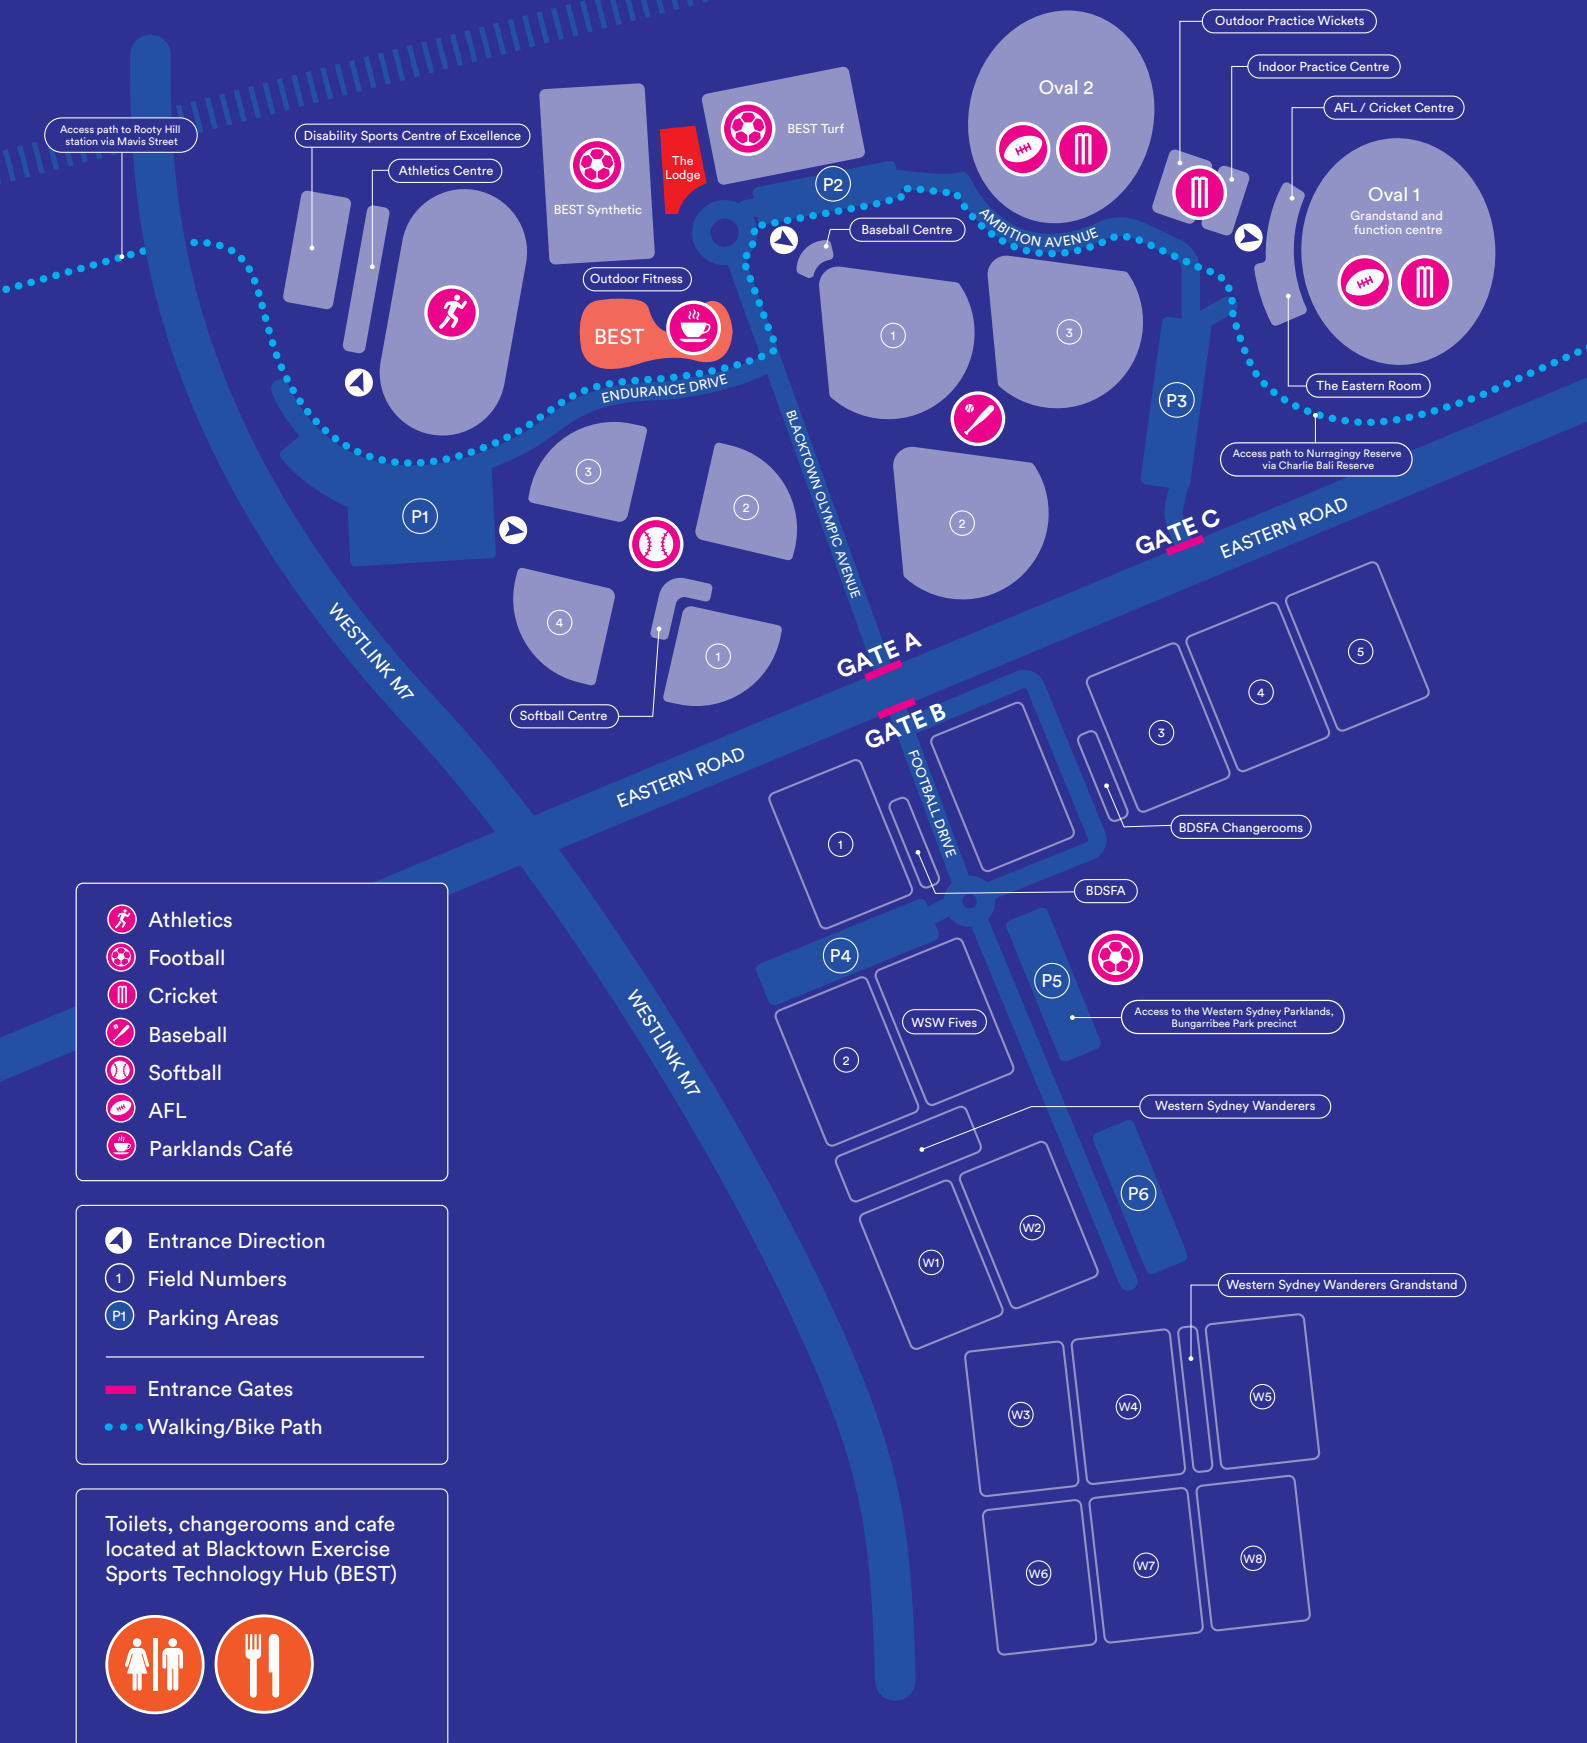 Outdoor Practice Wickets
Indoor Practice Centre
AFL / Cricket Centre
Oval 2
Access path to Rooty Hill
station via Mavis Street
Disability Sports Centre of Excellence
Athletics Centre
BEST Turf
The
Lodge
BEST Synthetic
P2
AMBITION AVENUE
Baseball Centre
Oval 1
Grandstand and
function centre
Outdoor Fitness
BEST
ENDURANCE DRIVE
1
3
P3
The Eastern Room
BLACKTOWN OLYMPIC AVENUE
Access path to Nurragingy Reserve
via Charlie Bali Reserve
3
2
P1
2
GATE C
EASTERN ROAD
4
1
WESTLINK M7
Softball Centre
GATE A
GATE B
EASTERN ROAD
FOOTBALL DRIVE
5
4
3
BDSFA Changerooms
1
BDSFA
P4
P5
Access to the Western Sydney Parklands,
Bungarribee Park precinct
WSW Fives
2
WESTLINK M7
Western Sydney Wanderers
P6
W2
W1
Western Sydney Wanderers Grandstand
W3
W4
W5
W6
W7
W8
Athletics
Football
Cricket
Baseball
Softball
AFL
Parklands Café
Entrance Direction
1 Field Numbers
P1 Parking Areas
Entrance Gates
Walking/Bike Path
Toilets, changerooms and cafe
located at Blacktown Exercise
Sports Technology Hub (BEST)